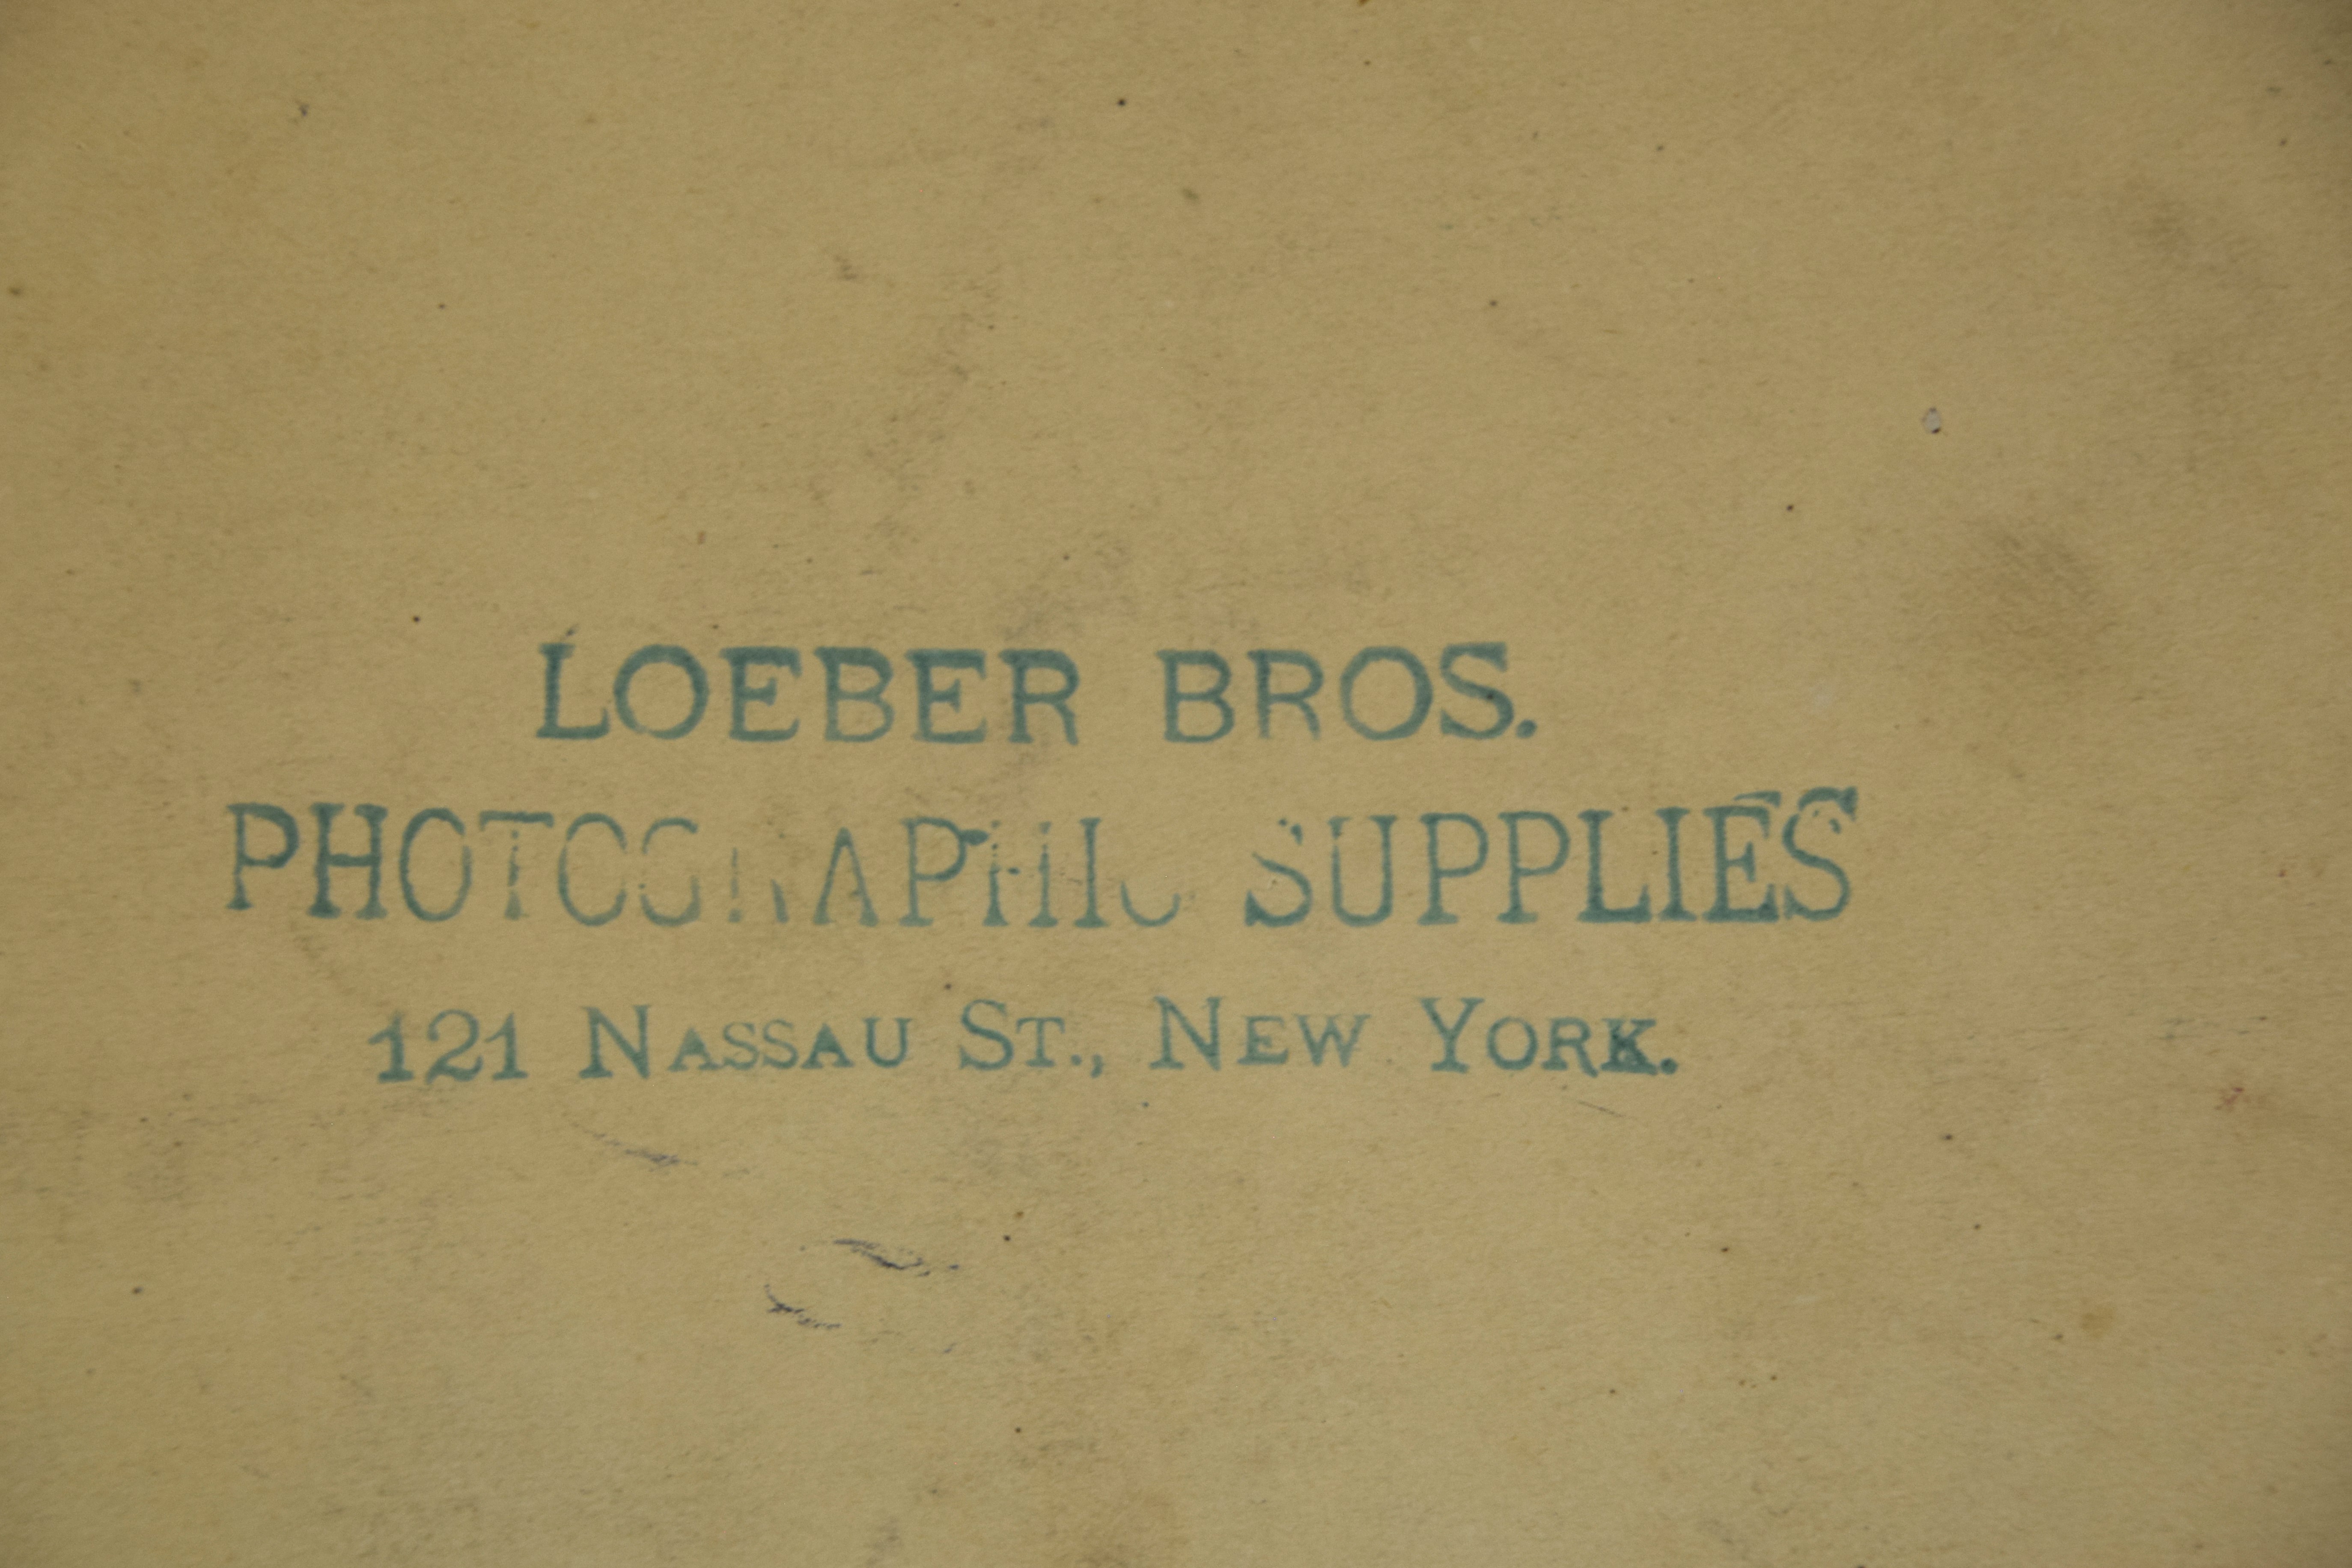 LOEBER BROS.
PHOTOGRAPHIC SUPPLIES
121 NASSAU ST., NEW YORK.